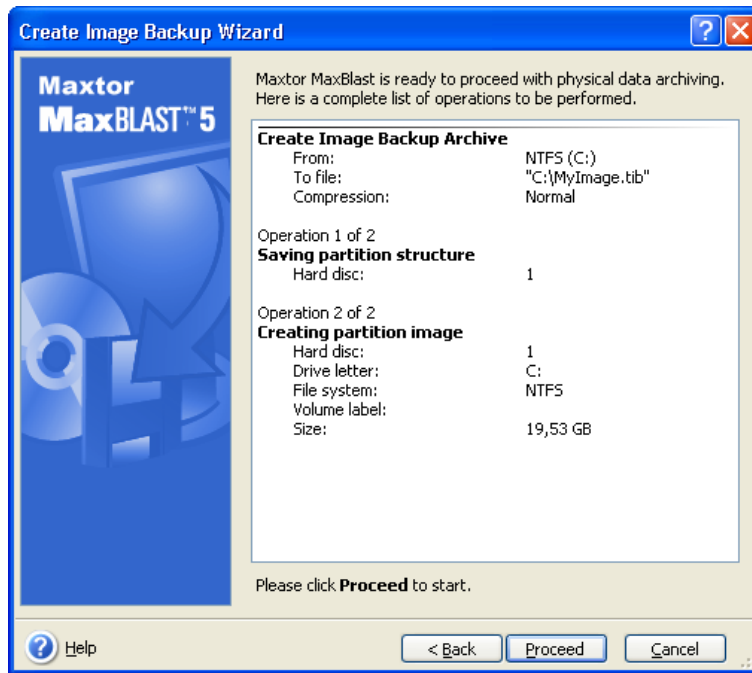 Create Image Backup Wizard
Maxtor
MaxBLAST™5
Maxtor MaxBlast is ready to proceed with physical data archiving.
Here is a complete list of operations to be performed.
Create Image Backup Archive
From: NTFS (C:)
To file: "C:\MyImage.tib"
Compression: Normal
Operation 1 of 2
Saving partition structure
Hard disc: 1
Operation 2 of 2
Creating partition image
Hard disc: 1
Drive letter: C:
File system: NTFS
Volume label:
Size: 19,53 GB
Please click Proceed to start.
Help
< Back
Proceed
Cancel